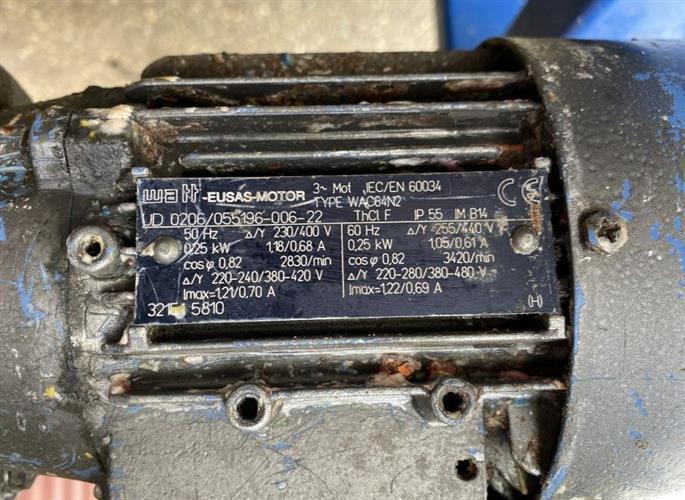 watt -EUSAS-MOTOR 3~ Mot IEC/EN 60034
TYPE WAC64N2
UD 0206/055196-006-22 ThCl F IP 55 IM B14
50 Hz Δ/Y 230/400 V
0,25 kW 1,18/0,68 A
cos φ 0,82 2830/min
Δ/Y 220-240/380-420 V
Imax=1,21/0,70 A
60 Hz Δ/Y 255/440 V
0,25 kW 1,05/0,61 A
cos φ 0,82 3420/min
Δ/Y 220-280/380-480 V
Imax=1,22/0,69 A
5810 (H)
CE